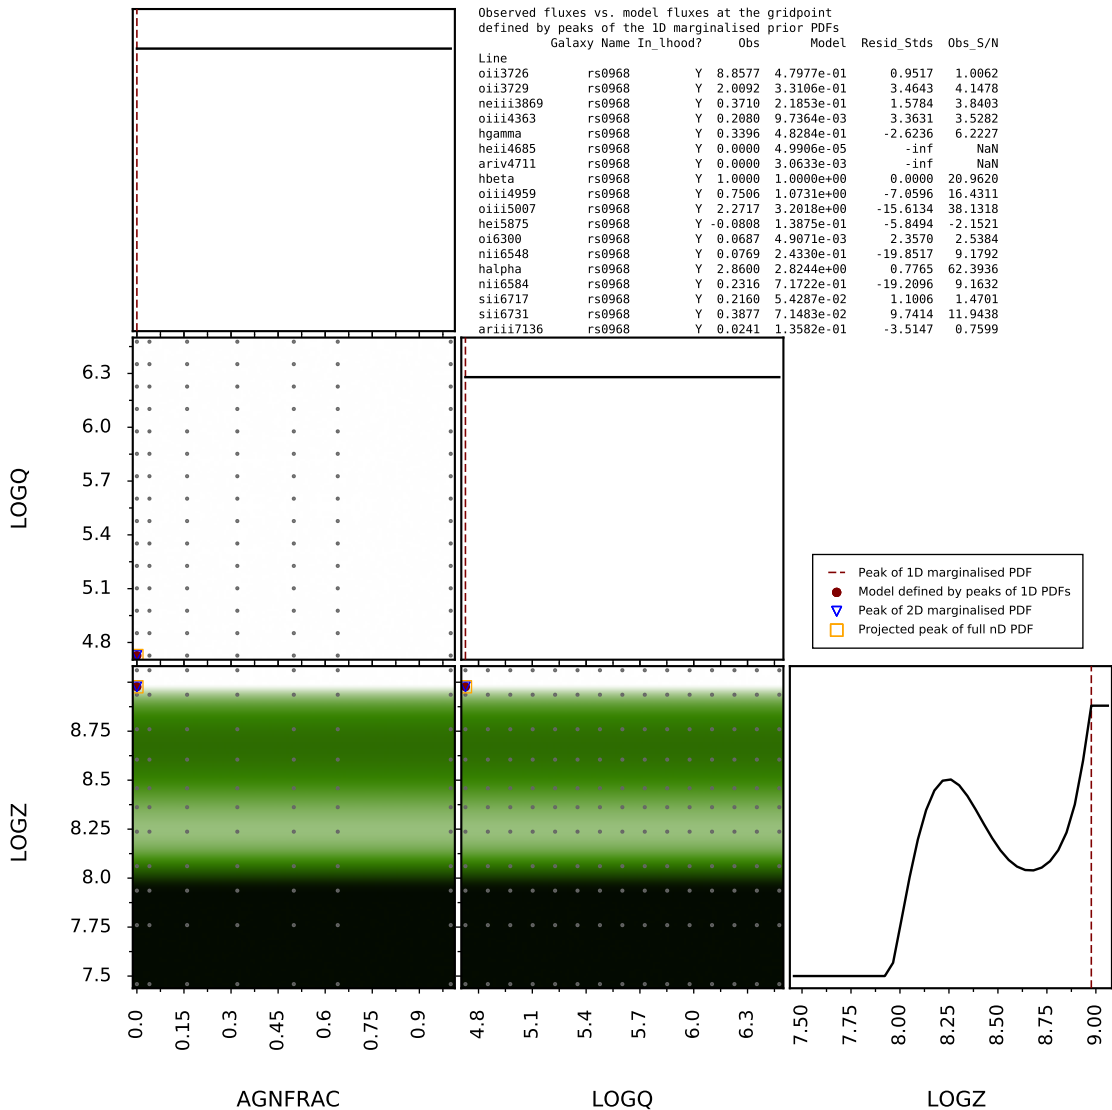 Observed fluxes vs. model fluxes at the gridpoint
defined by peaks of the 1D marginalised prior PDFs
Galaxy Name In_lhood? Obs Model Resid_Stds Obs_S/N
Line
oii3726 rs0968 Y 8.8577 4.7977e-01 0.9517 1.0062
oii3729 rs0968 Y 2.0092 3.3106e-01 3.4643 4.1478
neiii3869 rs0968 Y 0.3710 2.1853e-01 1.5784 3.8403
oiii4363 rs0968 Y 0.2080 9.7364e-03 3.3631 3.5282
hgamma rs0968 Y 0.3396 4.8284e-01 -2.6236 6.2227
heii4685 rs0968 Y 0.0000 4.9906e-05 -inf NaN
ariv4711 rs0968 Y 0.0000 3.0633e-03 -inf NaN
hbeta rs0968 Y 1.0000 1.0000e+00 0.0000 20.9620
oiii4959 rs0968 Y 0.7506 1.0731e+00 -7.0596 16.4311
oiii5007 rs0968 Y 2.2717 3.2018e+00 -15.6134 38.1318
hei5875 rs0968 Y -0.0808 1.3875e-01 -5.8494 -2.1521
oi6300 rs0968 Y 0.0687 4.9071e-03 2.3570 2.5384
nii6548 rs0968 Y 0.0769 2.4330e-01 -19.8517 9.1792
halpha rs0968 Y 2.8600 2.8244e+00 0.7765 62.3936
nii6584 rs0968 Y 0.2316 7.1722e-01 -19.2096 9.1632
sii6717 rs0968 Y 0.2160 5.4287e-02 1.1006 1.4701
sii6731 rs0968 Y 0.3877 7.1483e-02 9.7414 11.9438
ariii7136 rs0968 Y 0.0241 1.3582e-01 -3.5147 0.7599
6.3
6.0
5.7
5.4
5.1
4.8
LOGQ
Peak of 1D marginalised PDF
Model defined by peaks of 1D PDFs
Peak of 2D marginalised PDF
Projected peak of full nD PDF
8.75
8.5
8.25
8.0
7.75
7.5
LOGZ
0.0 0.15 0.3 0.45 0.6 0.75 0.9
4.8 5.1 5.4 5.7 6.0 6.3
7.50 7.75 8.00 8.25 8.50 8.75 9.00
AGNFRAC LOGQ LOGZ